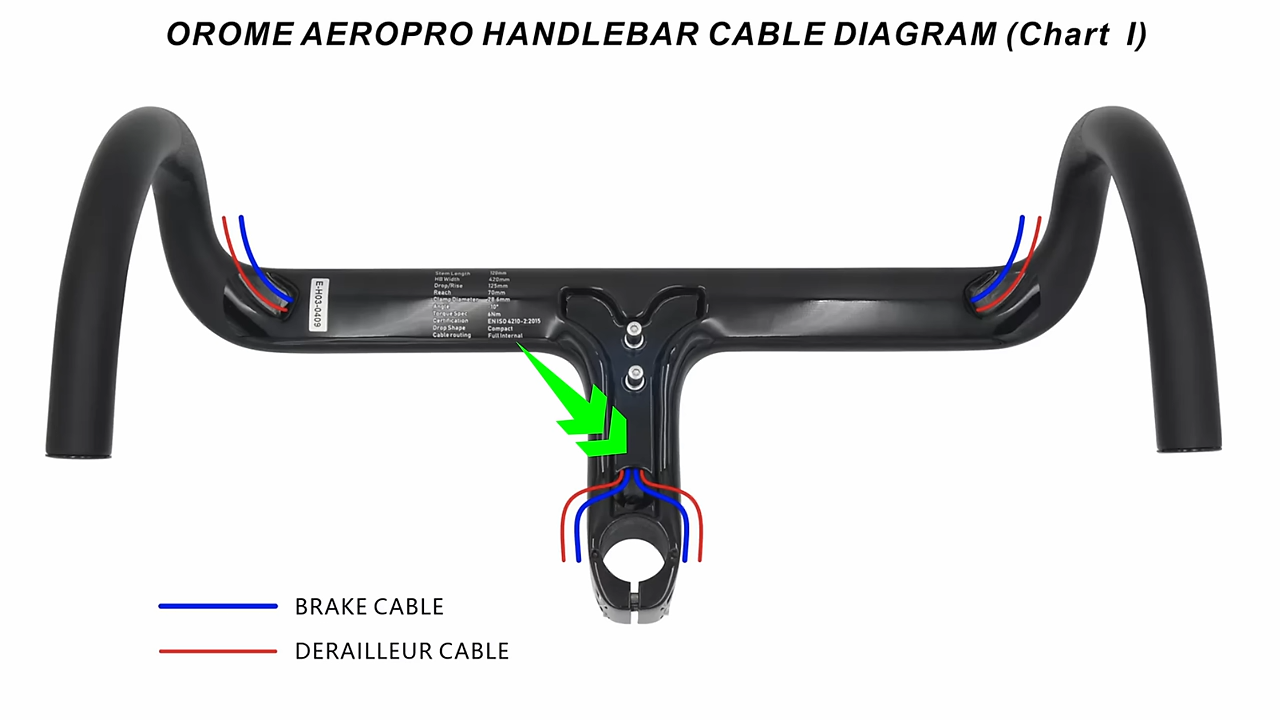 OROME AEROPRO HANDLEBAR CABLE DIAGRAM (Chart I)
E-H03-0409
Stem Length 120mm
HB Width 420mm
Drop/Rise 125mm
Reach 70mm
Clamp Diameter 28.6mm
Angle 10°
Torque Spec 6Nm
Certification EN ISO 4210-2:2015
Drop Shape Compact
Cable routing Full Internal
BRAKE CABLE
DERAILLEUR CABLE